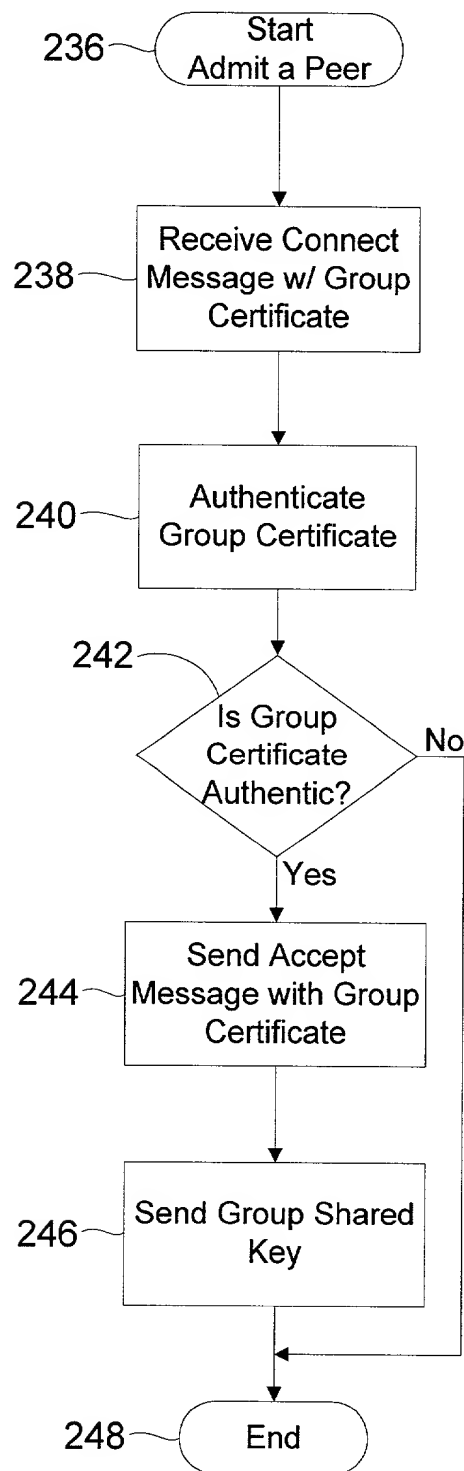 236
Start
Admit a Peer
238
Receive Connect
Message w/ Group
Certificate
240
Authenticate
Group Certificate
242
Is Group
Certificate
Authentic?
No
Yes
244
Send Accept
Message with Group
Certificate
246
Send Group Shared
Key
248
End